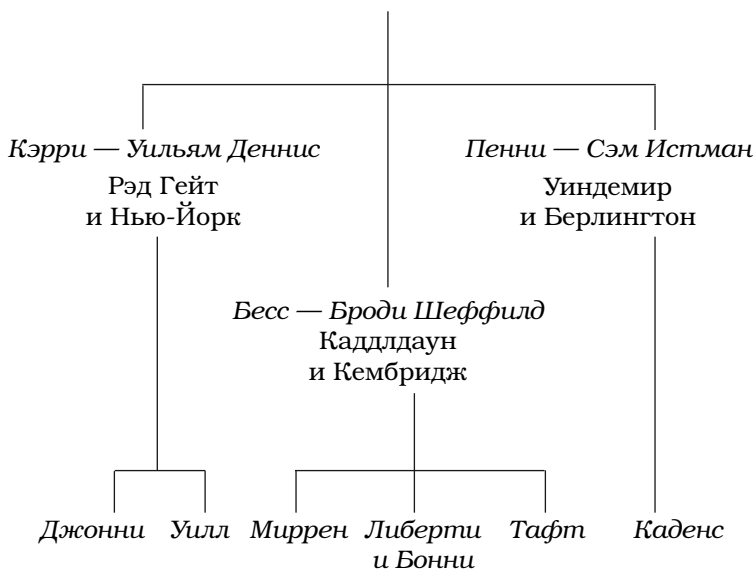 Кэрри — Уильям Деннис
Рэд Гейт
и Нью-Йорк
Пенни — Сэм Истман
Уиндемир
и Берлингтон
Бесс — Броди Шеффилд
Каддлдаун
и Кембридж
Джонни
Уилл
Миррен
Либерти
и Бонни
Тафт
Каденс